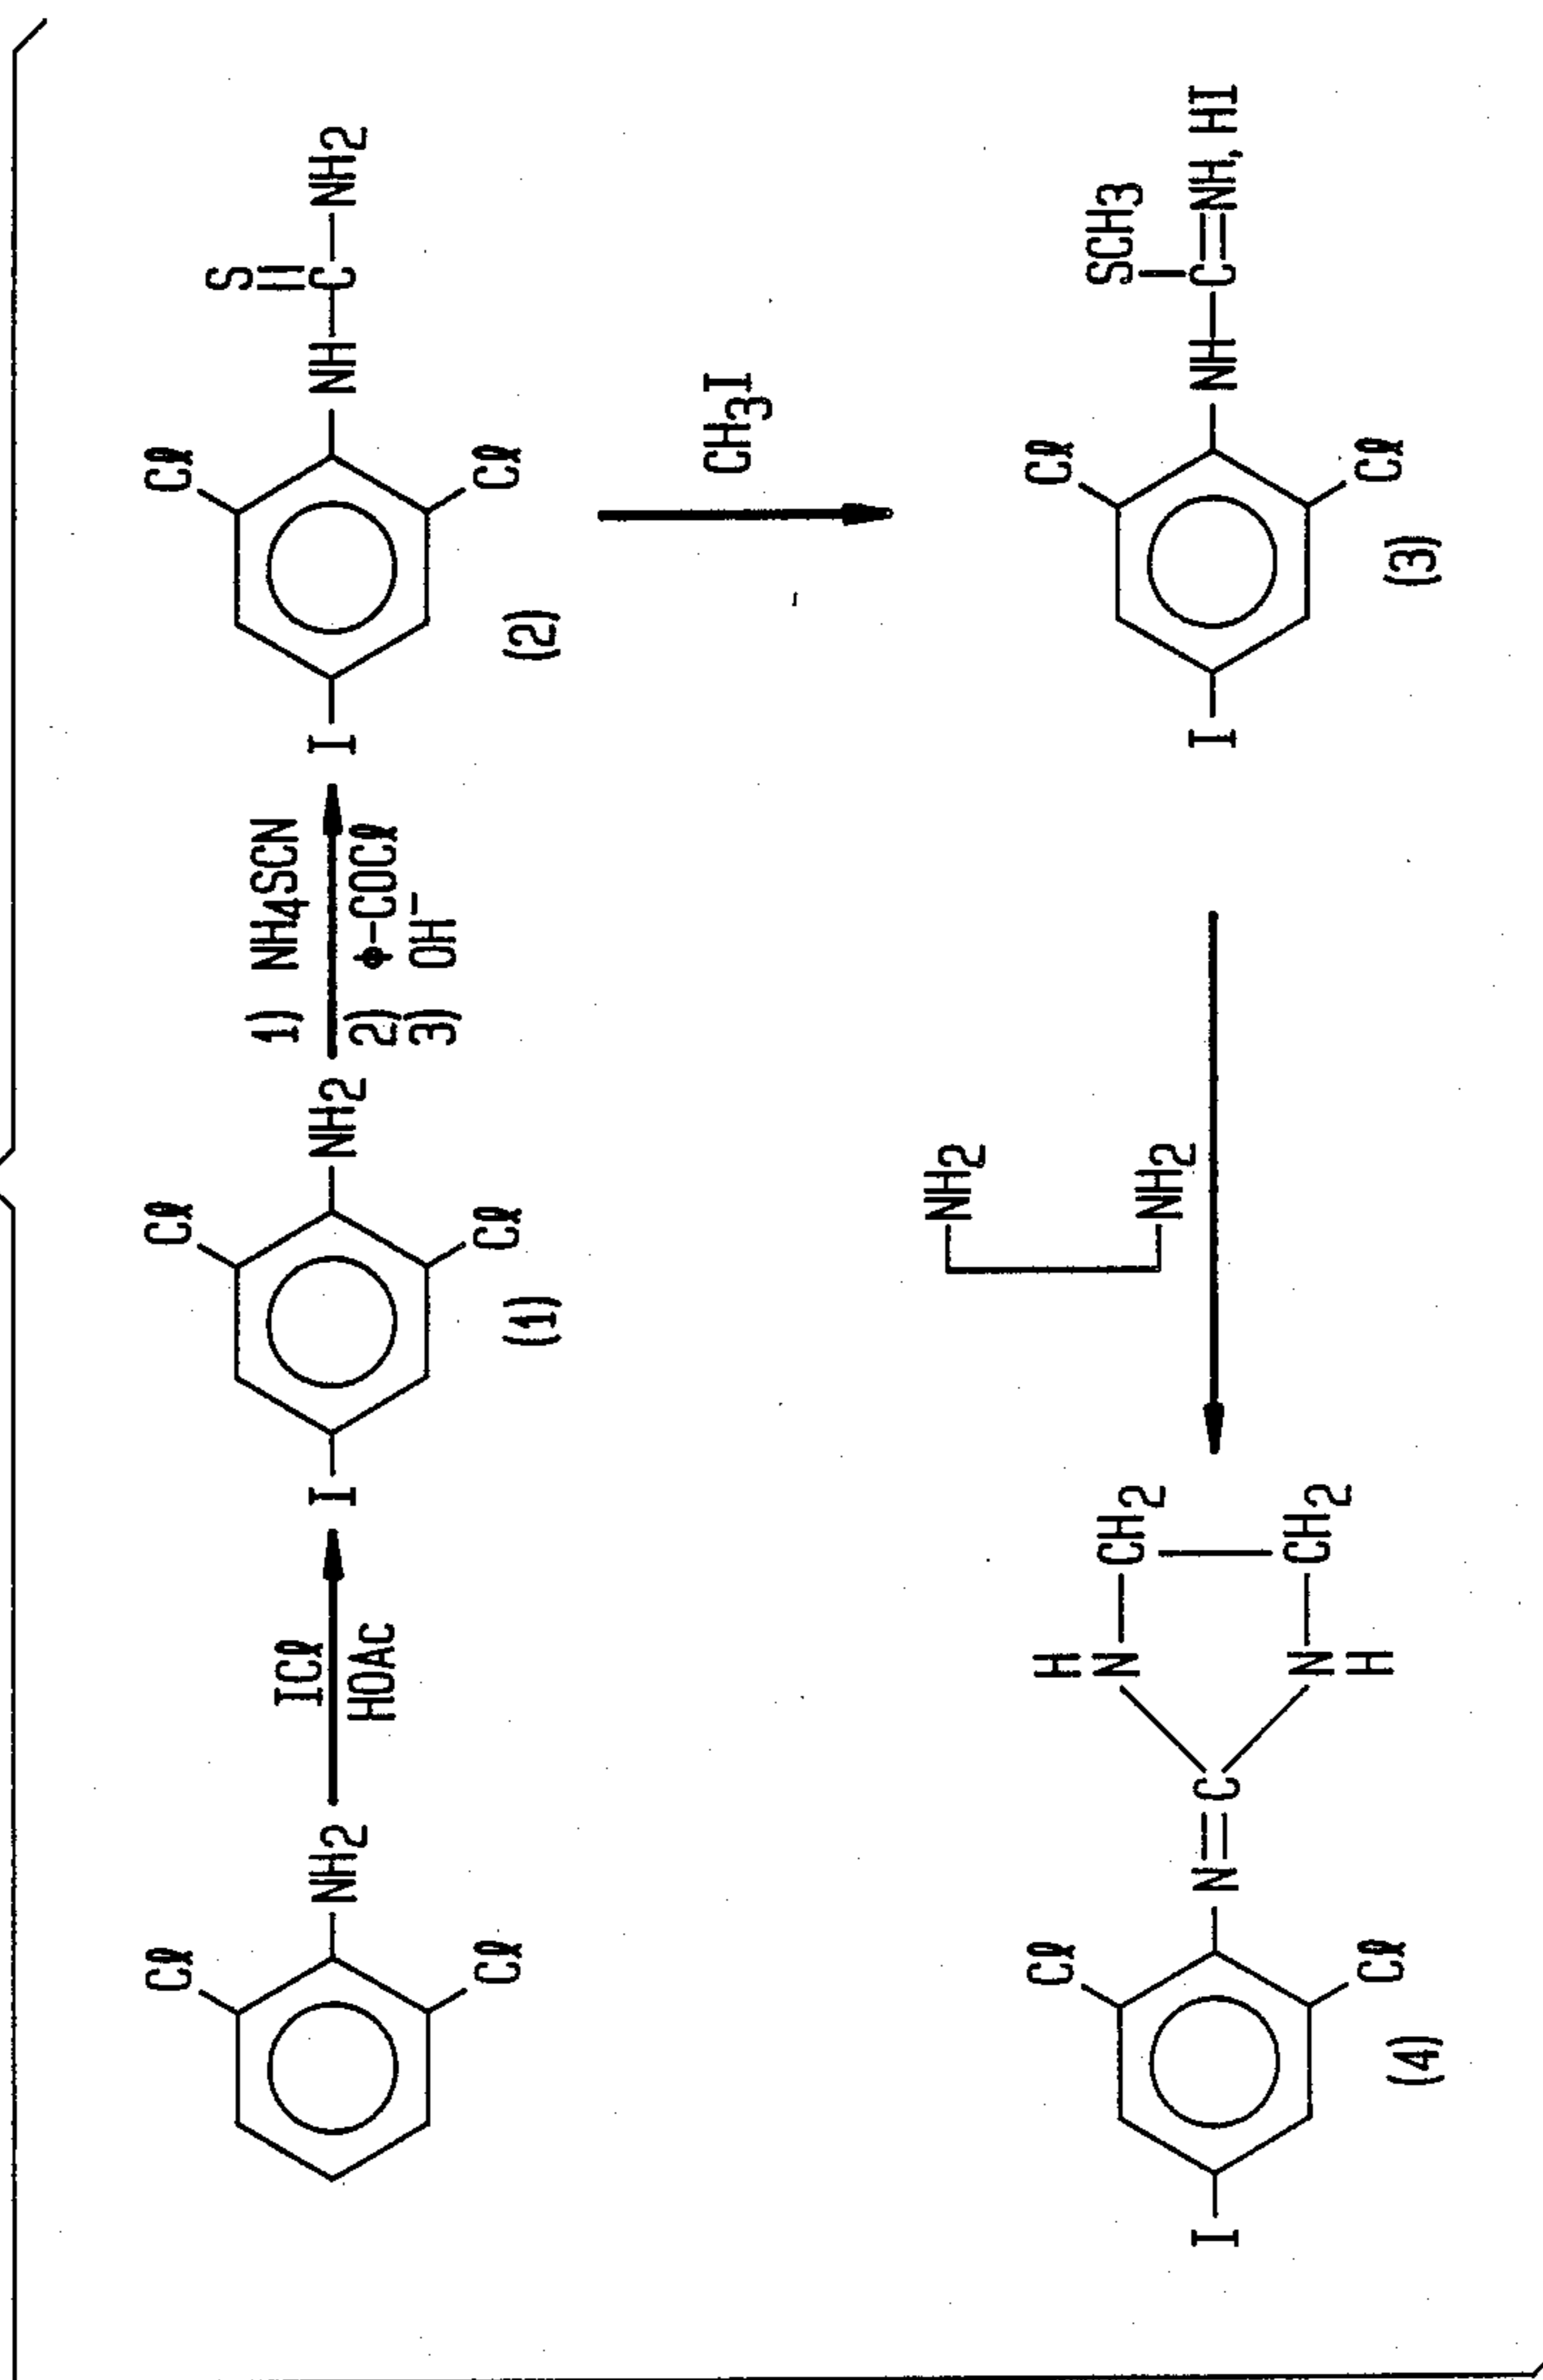 Cl
NH2
Cl
ICl
HOAc
Cl
I
NH2
Cl
(1)
1) NH4SCN
2) ϕ-COCl
3) OH-
Cl
S
I
NH-C-NH2
Cl
(2)
CH3I
Cl
SCH3
I
NH-C=NH, HI
Cl
(3)
NH2
NH2
Cl
H
N
CH2
I
N=C
N
H
CH2
Cl
(4)